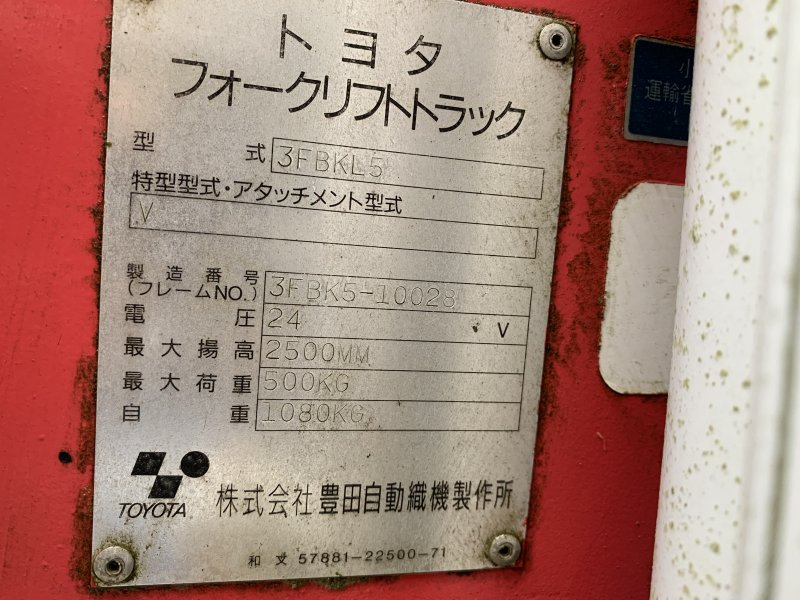 トヨタ
フォークリフトトラック
型式 3FBKL5
特型型式・アタッチメント型式
V
製造番号
(フレームNO.) 3FBK5-10028
電圧 24 V
最大揚高 2500MM
最大荷重 500KG
自重 1080KG
TOYOTA
株式会社 豊田自動織機製作所
和文 57881-22500-71
小
運輸省